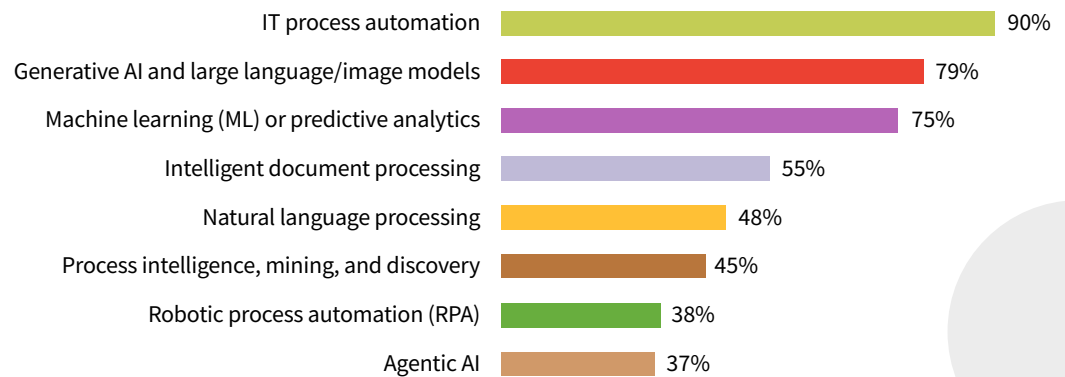 IT process automation 90%
Generative AI and large language/image models 79%
Machine learning (ML) or predictive analytics 75%
Intelligent document processing 55%
Natural language processing 48%
Process intelligence, mining, and discovery 45%
Robotic process automation (RPA) 38%
Agentic AI 37%